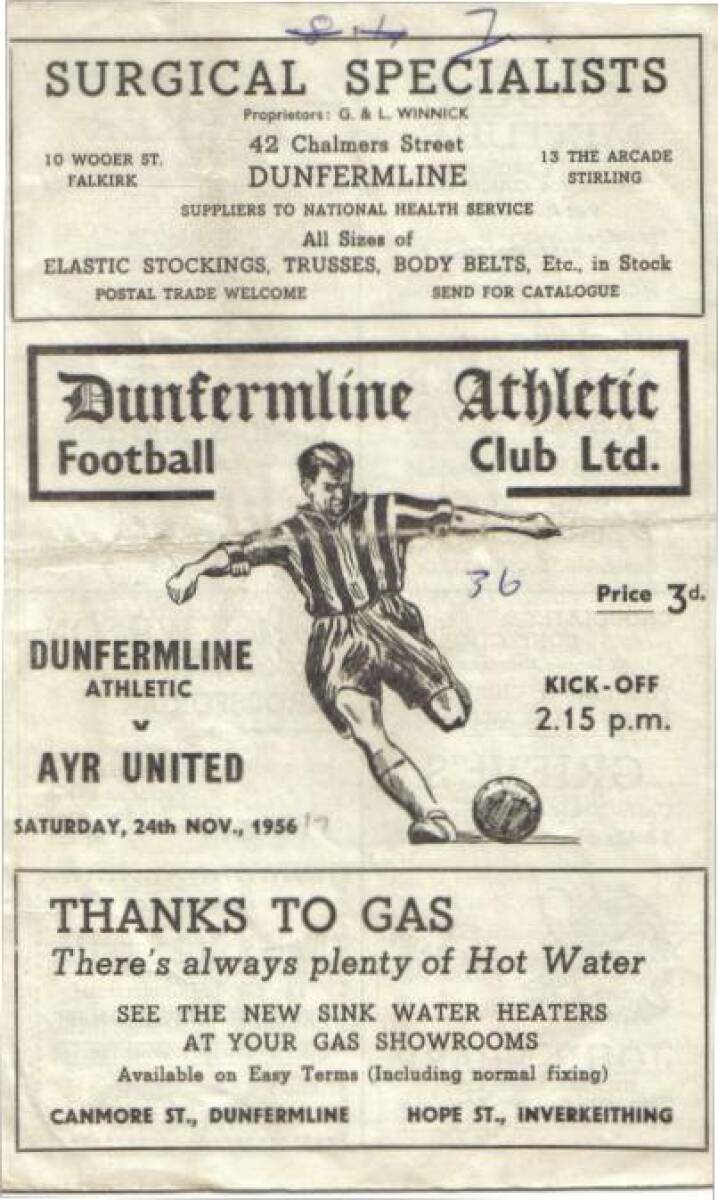 SURGICAL SPECIALISTS
Proprietors: G. & L. WINNICK
10 WOOER ST.
FALKIRK
42 Chalmers Street
DUNFERMLINE
13 THE ARCADE
STIRLING
SUPPLIERS TO NATIONAL HEALTH SERVICE
All Sizes of
ELASTIC STOCKINGS, TRUSSES, BODY BELTS, Etc., in Stock
POSTAL TRADE WELCOME SEND FOR CATALOGUE
Dunfermline Athletic
Football Club Ltd.
36
Price 3d.
DUNFERMLINE
ATHLETIC
v
AYR UNITED
SATURDAY, 24th NOV., 1956
KICK-OFF
2.15 p.m.
THANKS TO GAS
There's always plenty of Hot Water
SEE THE NEW SINK WATER HEATERS
AT YOUR GAS SHOWROOMS
Available on Easy Terms (Including normal fixing)
CANMORE ST., DUNFERMLINE HOPE ST., INVERKEITHING